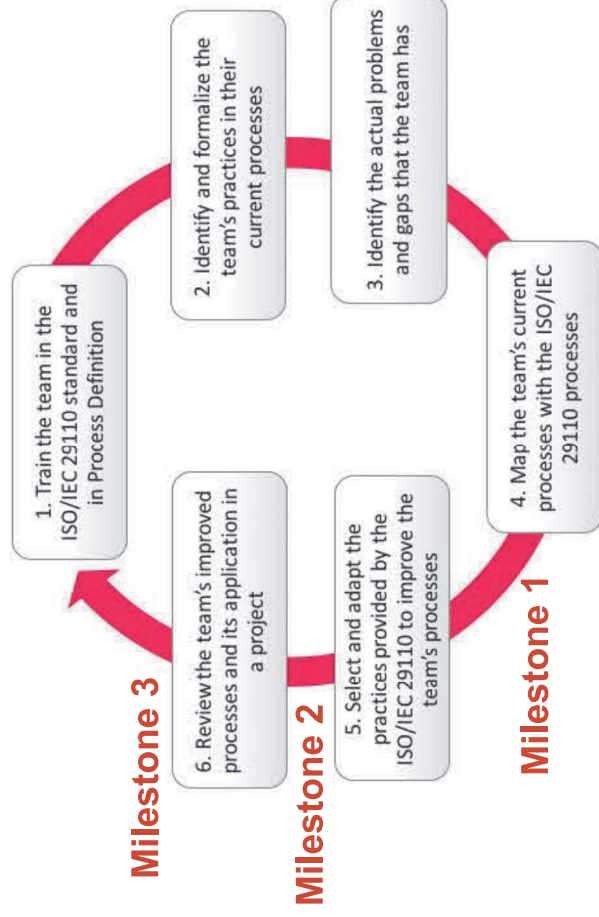 1. Train the team in the
ISO/IEC 29110 standard and
in Process Definition
2. Identify and formalize the
team's practices in their
current processes
3. Identify the actual problems
and gaps that the team has
4. Map the team's current
processes with the ISO/IEC
29110 processes
Milestone 1
5. Select and adapt the
practices provided by the
ISO/IEC 29110 to improve the
team's processes
Milestone 2
6. Review the team's improved
processes and its application in
a project
Milestone 3